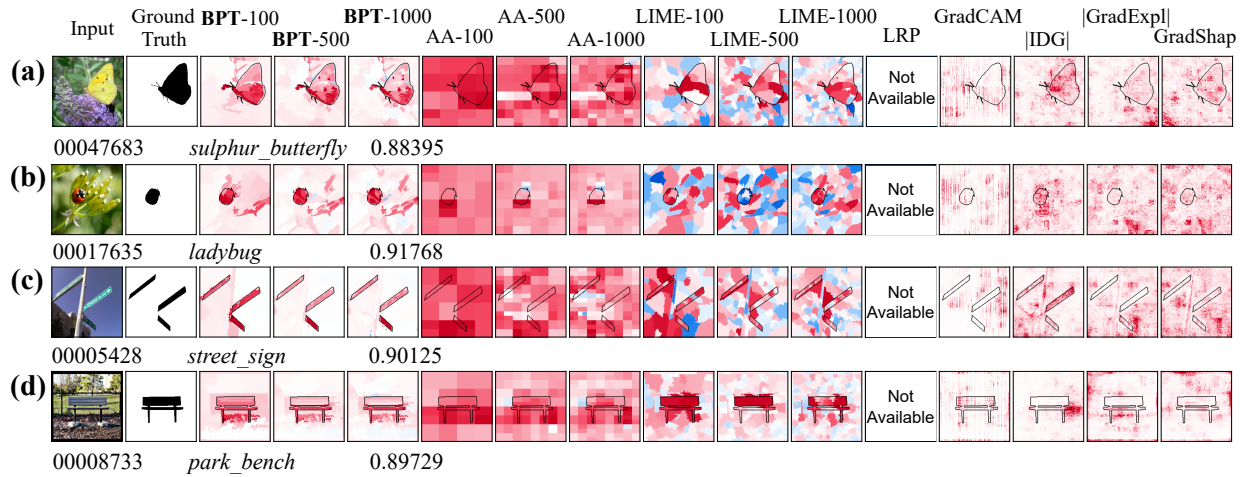 Input
Ground Truth
BPT-100
BPT-500
BPT-1000
AA-100
AA-500
AA-1000
LIME-100
LIME-500
LIME-1000
LRP
GradCAM
|IDG|
|GradExpl|
GradShap
(a)
Not Available
00047683 sulphur_butterfly 0.88395
(b)
Not Available
00017635 ladybug 0.91768
(c)
Not Available
00005428 street_sign 0.90125
(d)
Not Available
00008733 park_bench 0.89729